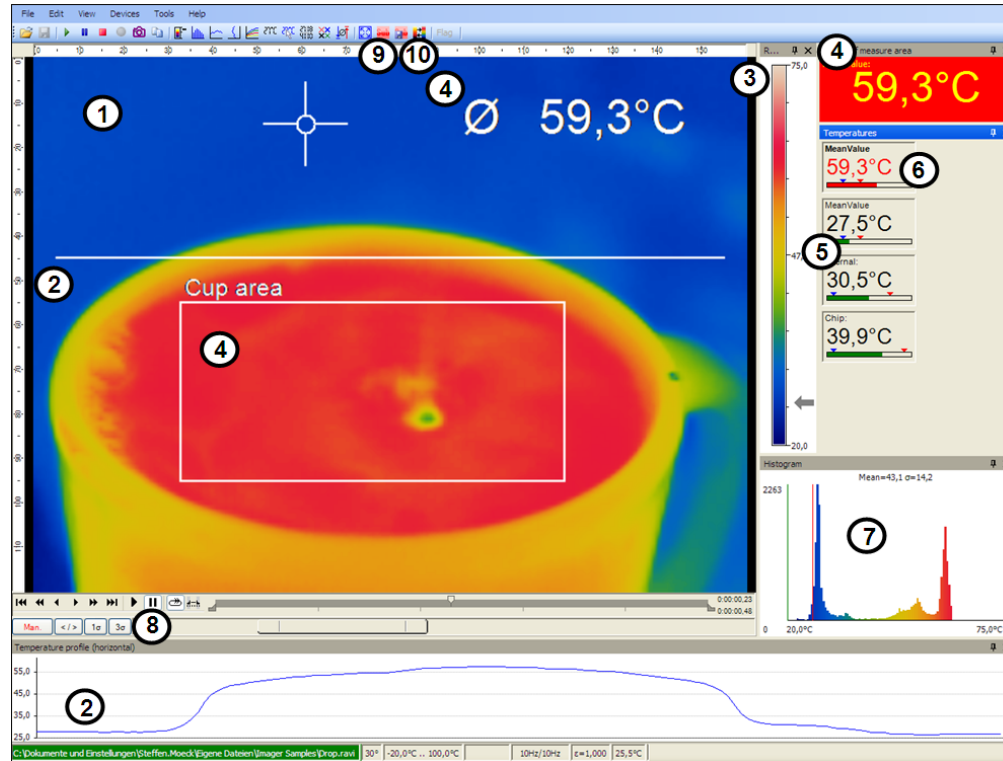 File Edit View Devices Tools Help
Flag
0 10 20 30 40 50 60 70 80 90 100 110 120 130 140 150
9
10
R...
4
measure area
Value:
59,3°C
3
75,0
1
4
Ø 59,3°C
Temperatures
MeanValue
59,3°C
6
MeanValue
27,5°C
5
47,
2
Cup area
30,5°C
Chip:
39,9°C
4
20,0
Histogram
Mean=43,1 σ=14,2
2263
7
0 20,0°C 75,0°C
0:00:00,23
0:00:00,48
Man. < / > 1σ 3σ
8
Temperature profile (horizontal)
55,0
45,0
35,0
25,0
2
C:\Dokumente und Einstellungen\Steffen.Moeck\Eigene Dateien\Imager Samples\Drop.ravi 30° -20,0°C .. 100,0°C 10Hz/10Hz ε=1,000 25,5°C